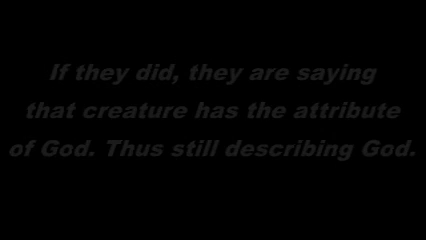 If they did, they are saying
that creature has the attribute
of God. Thus still describing God.